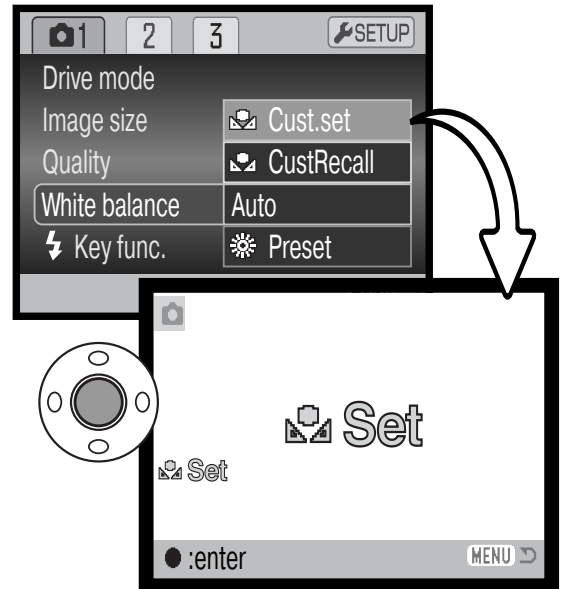 1 2 3 SETUP
Drive mode
Image size Cust.set
Quality CustRecall
White balance Auto
Key func. Preset
Set
Set
:enter MENU